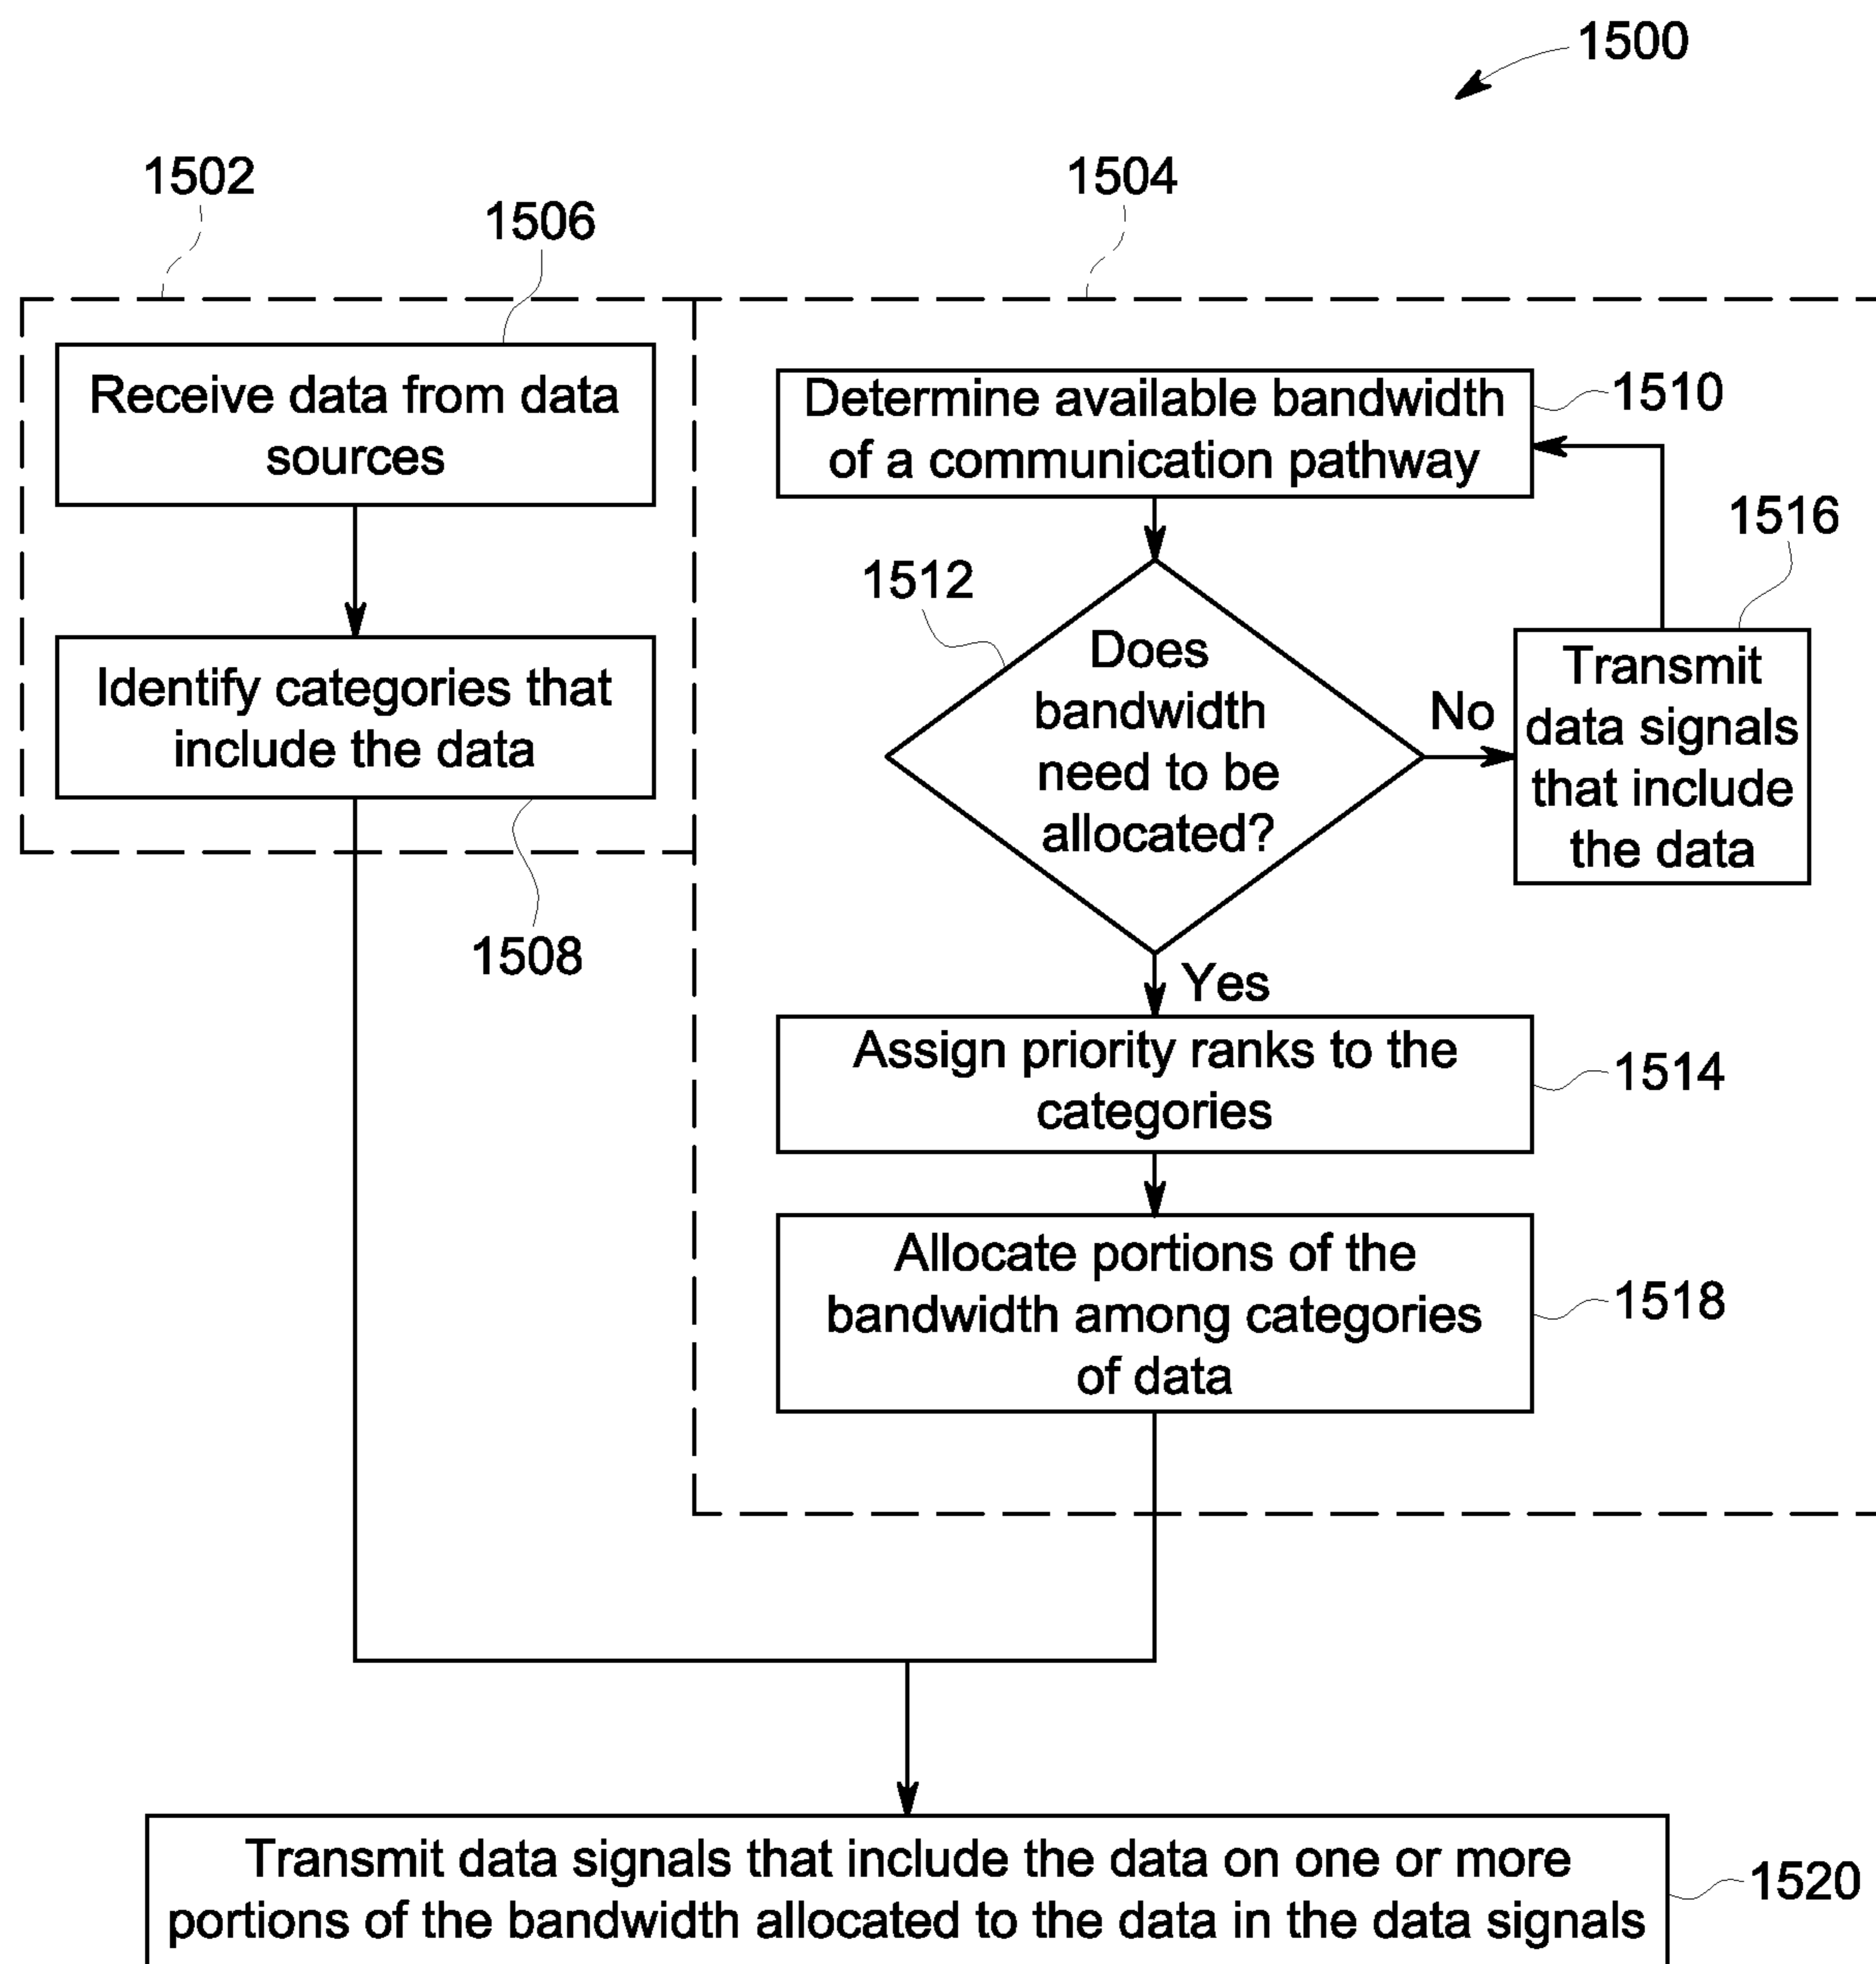 1500
1502
1504
1506
Receive data from data
sources
Identify categories that
include the data
1508
Determine available bandwidth
of a communication pathway
1510
1516
1512
Does
bandwidth
need to be
allocated?
No
Transmit
data signals
that include
the data
Yes
Assign priority ranks to the
categories
1514
Allocate portions of the
bandwidth among categories
of data
1518
Transmit data signals that include the data on one or more
portions of the bandwidth allocated to the data in the data signals
1520